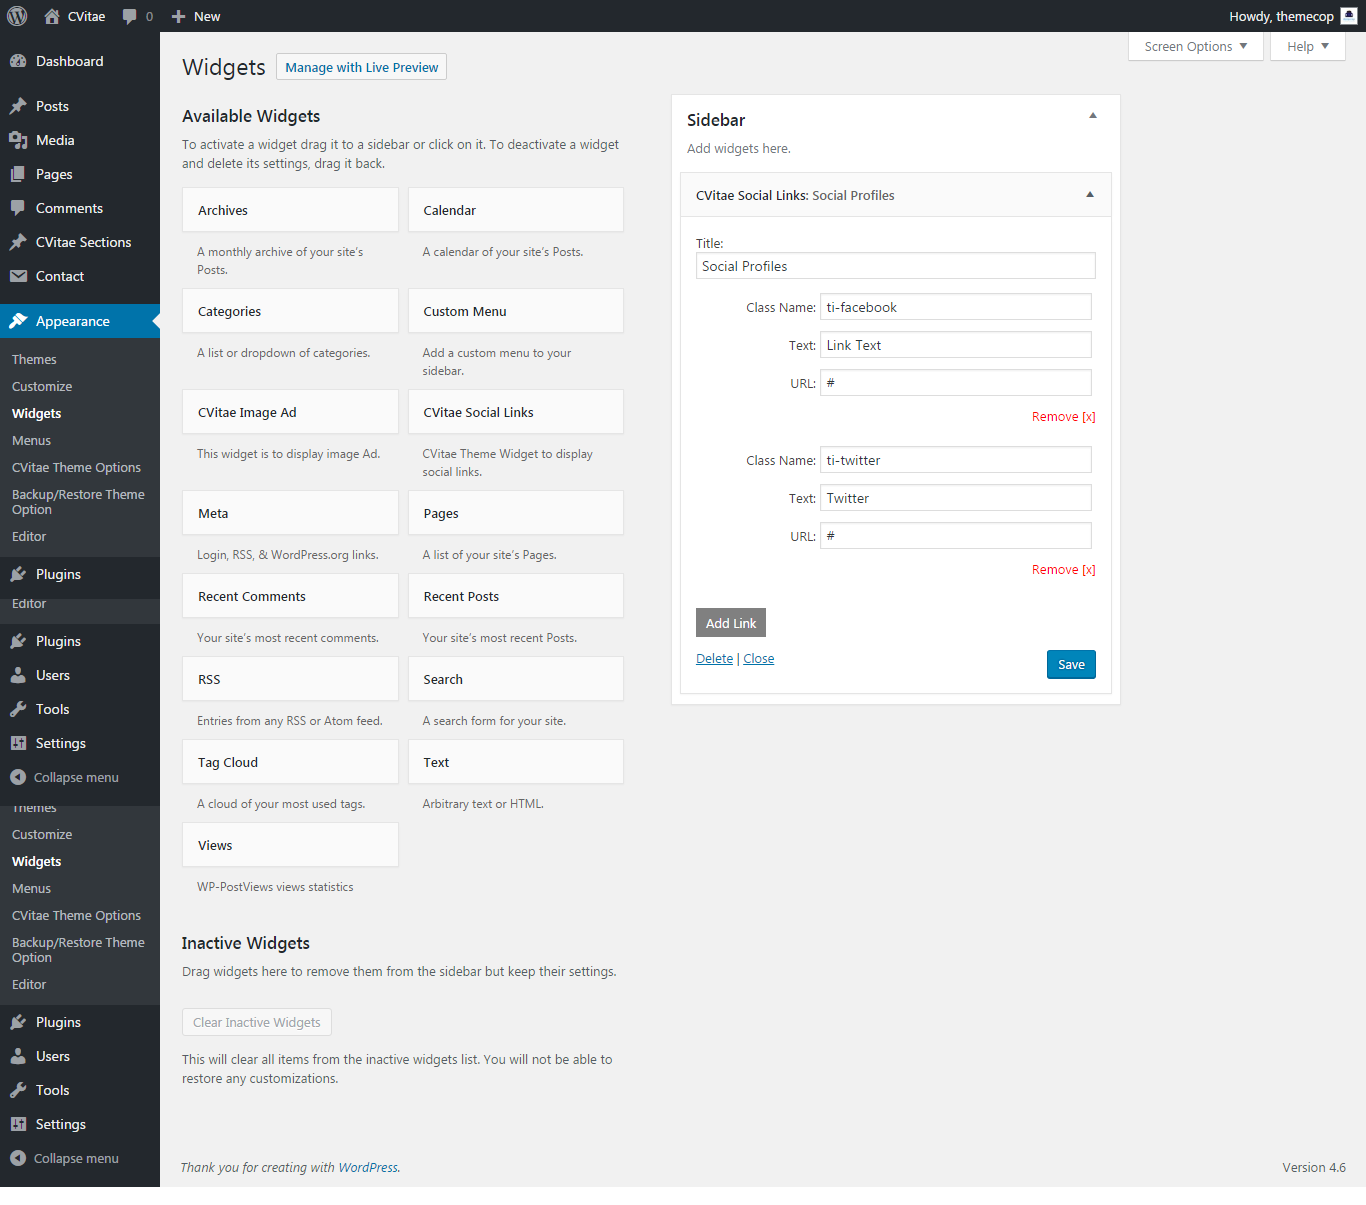 CVitae 0 New
Howdy, themecop
Dashboard
Posts
Media
Pages
Comments
CVitae Sections
Contact
Appearance
Themes
Customize
Widgets
Menus
CVitae Theme Options
Backup/Restore Theme
Option
Editor
Plugins
Editor
Plugins
Users
Tools
Settings
Collapse menu
Themes
Customize
Widgets
Menus
CVitae Theme Options
Backup/Restore Theme
Option
Editor
Plugins
Users
Tools
Settings
Collapse menu
Screen Options ▼
Help ▼
Widgets Manage with Live Preview
Available Widgets
To activate a widget drag it to a sidebar or click on it. To deactivate a widget
and delete its settings, drag it back.
Archives
A monthly archive of your site's
Posts.
Calendar
A calendar of your site's Posts.
Categories
A list or dropdown of categories.
Custom Menu
Add a custom menu to your
sidebar.
CVitae Image Ad
This widget is to display image Ad.
CVitae Social Links
CVitae Theme Widget to display
social links.
Meta
Login, RSS, & WordPress.org links.
Pages
A list of your site's Pages.
Recent Comments
Your site's most recent comments.
Recent Posts
Your site's most recent Posts.
RSS
Entries from any RSS or Atom feed.
Search
A search form for your site.
Tag Cloud
A cloud of your most used tags.
Text
Arbitrary text or HTML.
Views
WP-PostViews views statistics
Inactive Widgets
Drag widgets here to remove them from the sidebar but keep their settings.
Clear Inactive Widgets
This will clear all items from the inactive widgets list. You will not be able to
restore any customizations.
Sidebar
Add widgets here.
CVitae Social Links: Social Profiles
Title:
Social Profiles
Class Name: ti-facebook
Text: Link Text
URL: #
Remove [x]
Class Name: ti-twitter
Text: Twitter
URL: #
Remove [x]
Add Link
Delete | Close
Save
Thank you for creating with WordPress.
Version 4.6